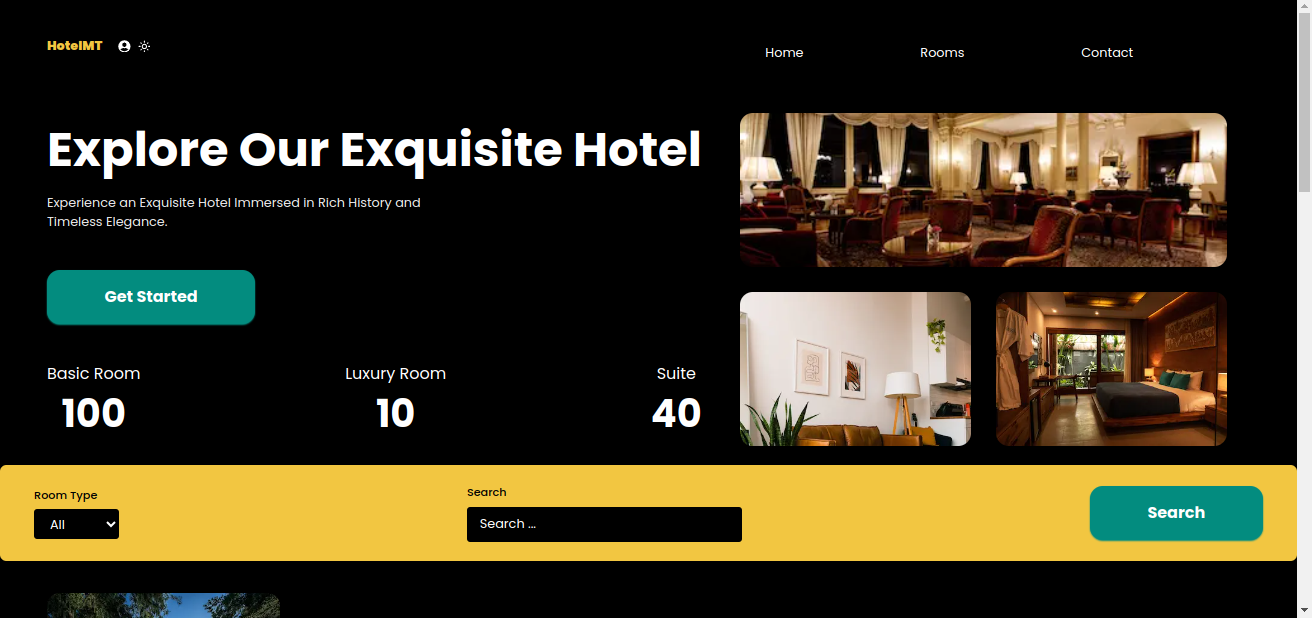 HotelMT
Home
Rooms
Contact
Explore Our Exquisite Hotel
Experience an Exquisite Hotel Immersed in Rich History and
Timeless Elegance.
Get Started
Basic Room
100
Luxury Room
10
Suite
40
Room Type
All
Search
Search ...
Search